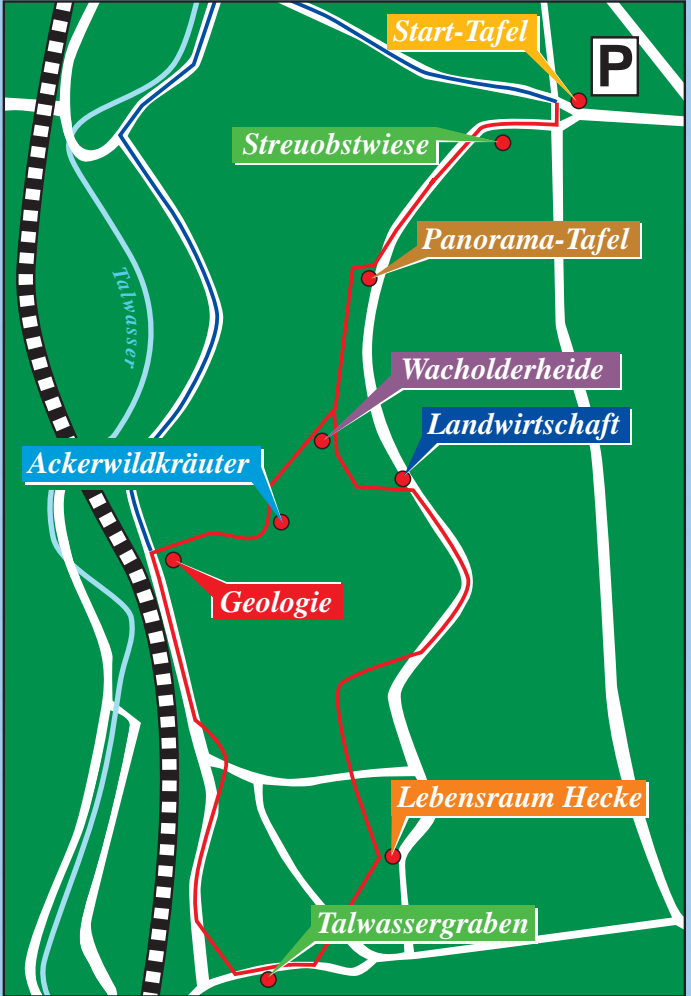 Start-Tafel
P
Streuobstwiese
Panorama-Tafel
Talwasser
Wacholderheide
Landwirtschaft
Ackerwildkräuter
Geologie
Lebensraum Hecke
Talwassergraben